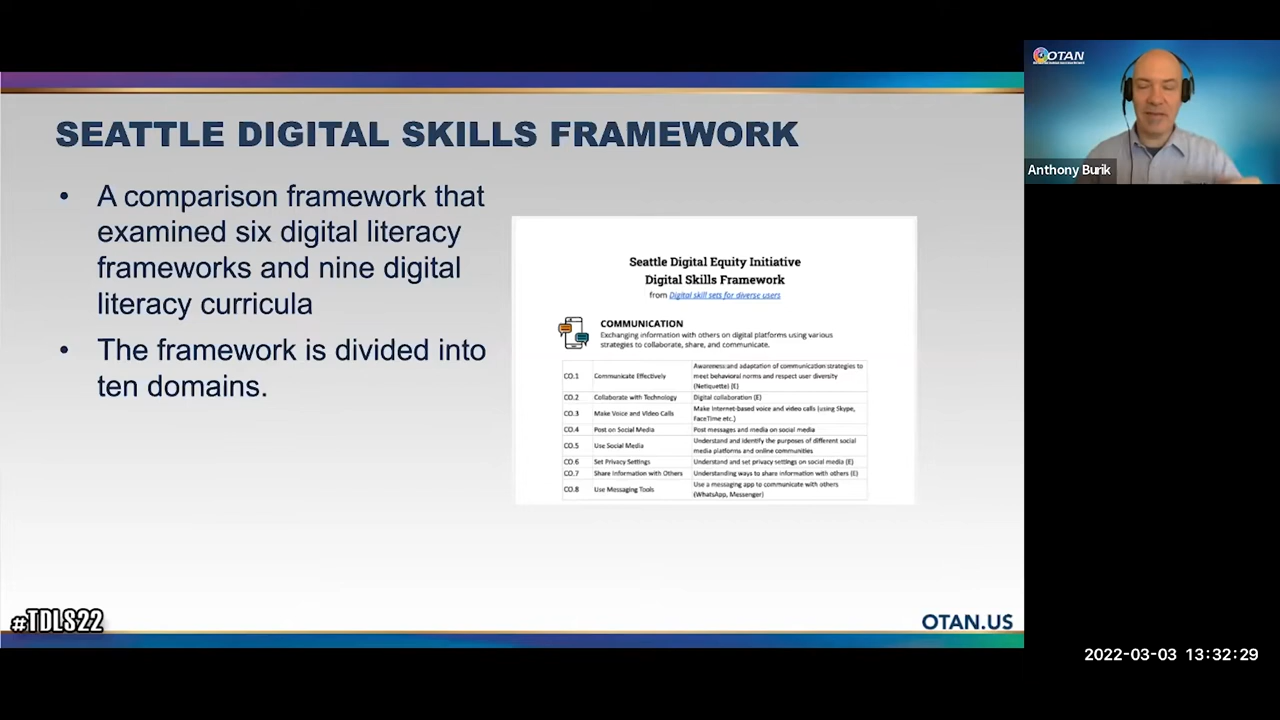 SEATTLE DIGITAL SKILLS FRAMEWORK
• A comparison framework that
examined six digital literacy
frameworks and nine digital
literacy curricula
• The framework is divided into
ten domains.
Seattle Digital Equity Initiative
Digital Skills Framework
from Digital skill sets for diverse users
COMMUNICATION
Exchanging information with others on digital platforms using various
strategies to collaborate, share, and communicate.
CO.1 Communicate Effectively Awareness and adaptation of communication strategies to
meet behavioral norms and respect user diversity
(Netiquette) (E)
CO.2 Collaborate with Technology Digital collaboration (E)
CO.3 Make Voice and Video Calls Make Internet-based voice and video calls (using Skype,
FaceTime etc.)
CO.4 Post on Social Media Post messages and media on social media
CO.5 Use Social Media Understand and identify the purposes of different social
media platforms and online communities
CO.6 Set Privacy Settings Understand and set privacy settings on social media (E)
CO.7 Share Information with Others Understanding ways to share information with others (E)
CO.8 Use Messaging Tools Use a messaging app to communicate with others
(WhatsApp, Messenger)
#TDLS22
OTAN.US
OTAN
Anthony Burik
2022-03-03 13:32:29